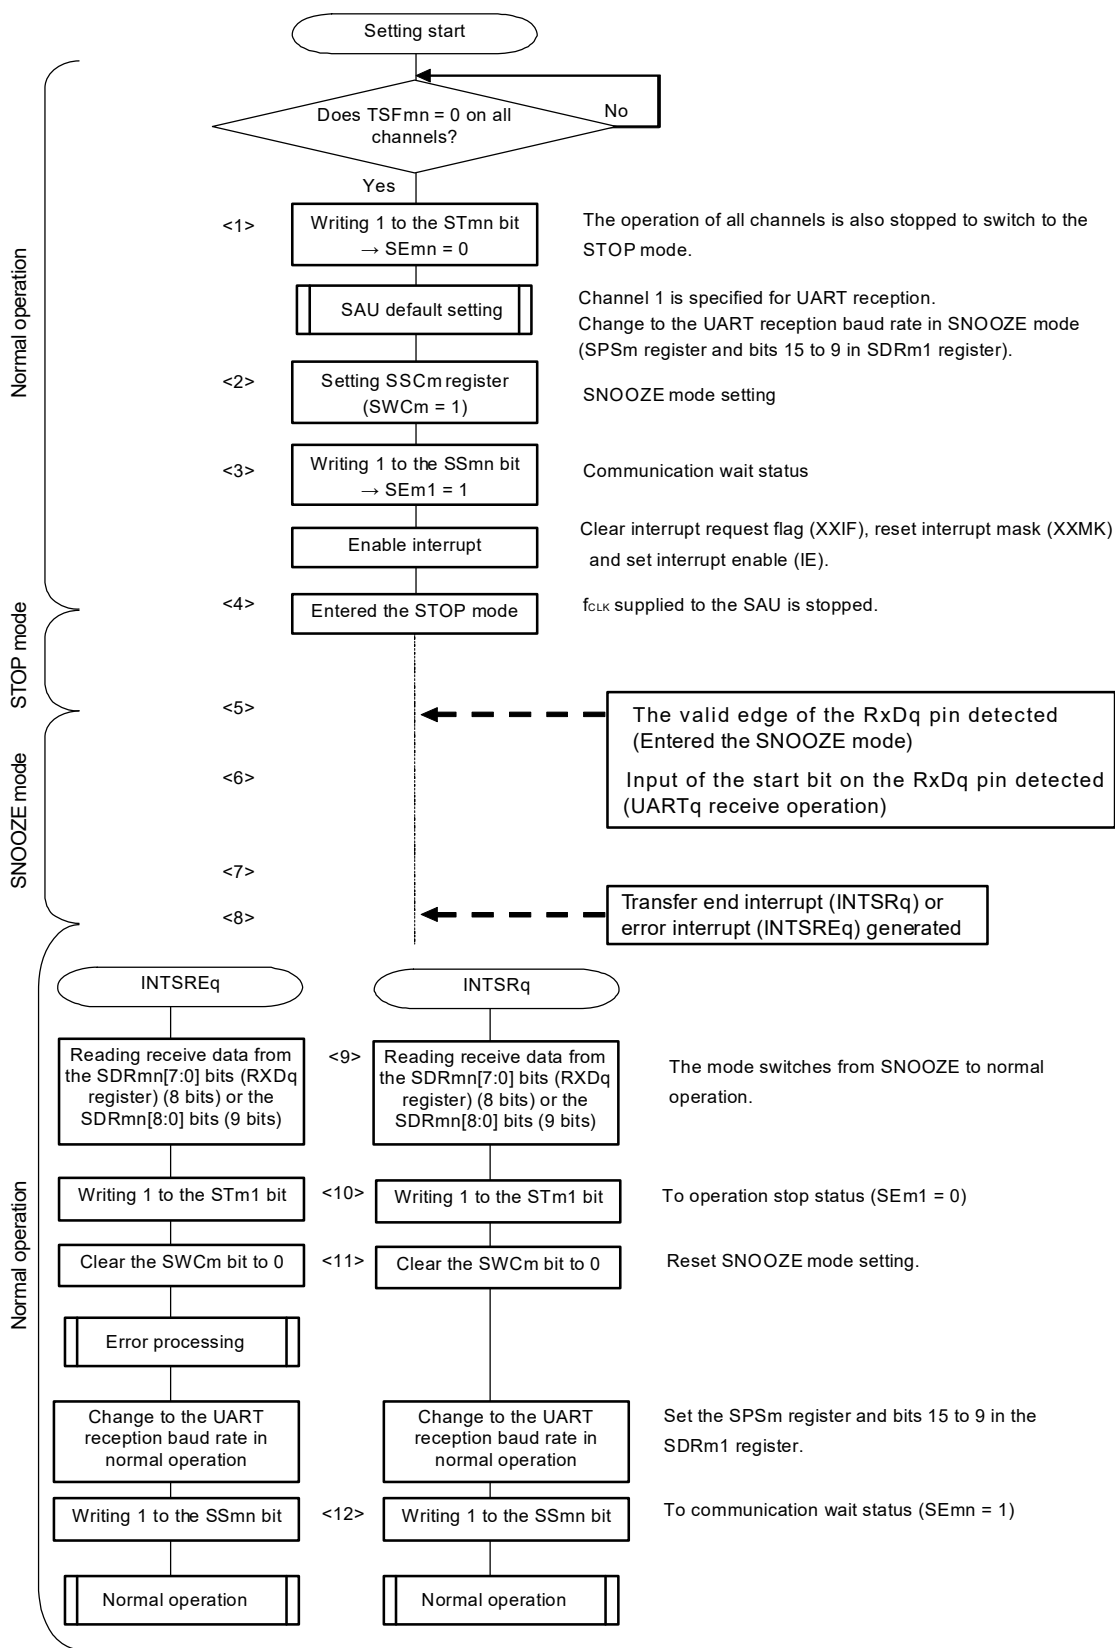 Setting start
Does TSFmn = 0 on all
channels?
No
Yes
Normal operation
<1>
Writing 1 to the STmn bit
→ SEmn = 0
The operation of all channels is also stopped to switch to the
STOP mode.
SAU default setting
Channel 1 is specified for UART reception.
Change to the UART reception baud rate in SNOOZE mode
(SPSm register and bits 15 to 9 in SDRm1 register).
<2>
Setting SSCm register
(SWCm = 1)
SNOOZE mode setting
<3>
Writing 1 to the SSmn bit
→ SEm1 = 1
Communication wait status
Enable interrupt
Clear interrupt request flag (XXIF), reset interrupt mask (XXMK)
and set interrupt enable (IE).
<4>
Entered the STOP mode
fCLK supplied to the SAU is stopped.
STOP mode
<5>
The valid edge of the RxDq pin detected
(Entered the SNOOZE mode)
SNOOZE mode
<6>
Input of the start bit on the RxDq pin detected
(UARTq receive operation)
<7>
<8>
Transfer end interrupt (INTSRq) or
error interrupt (INTSREq) generated
Normal operation
INTSREq
INTSRq
Reading receive data from
the SDRmn[7:0] bits (RXDq
register) (8 bits) or the
SDRmn[8:0] bits (9 bits)
<9>
Reading receive data from
the SDRmn[7:0] bits (RXDq
register) (8 bits) or the
SDRmn[8:0] bits (9 bits)
The mode switches from SNOOZE to normal
operation.
Writing 1 to the STm1 bit
<10>
Writing 1 to the STm1 bit
To operation stop status (SEm1 = 0)
Clear the SWCm bit to 0
<11>
Clear the SWCm bit to 0
Reset SNOOZE mode setting.
Error processing
Change to the UART
reception baud rate in
normal operation
Change to the UART
reception baud rate in
normal operation
Set the SPSm register and bits 15 to 9 in the
SDRm1 register.
Writing 1 to the SSmn bit
<12>
Writing 1 to the SSmn bit
To communication wait status (SEmn = 1)
Normal operation
Normal operation